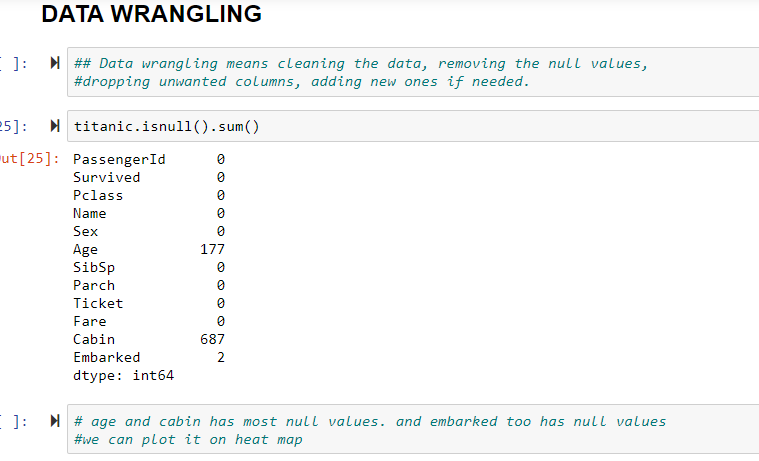 DATA WRANGLING
[ ]: ## Data wrangling means cleaning the data, removing the null values,
#dropping unwanted columns, adding new ones if needed.
25]: titanic.isnull().sum()
Out[25]: PassengerId 0
Survived 0
Pclass 0
Name 0
Sex 0
Age 177
SibSp 0
Parch 0
Ticket 0
Fare 0
Cabin 687
Embarked 2
dtype: int64
[ ]: # age and cabin has most null values. and embarked too has null values
#we can plot it on heat map